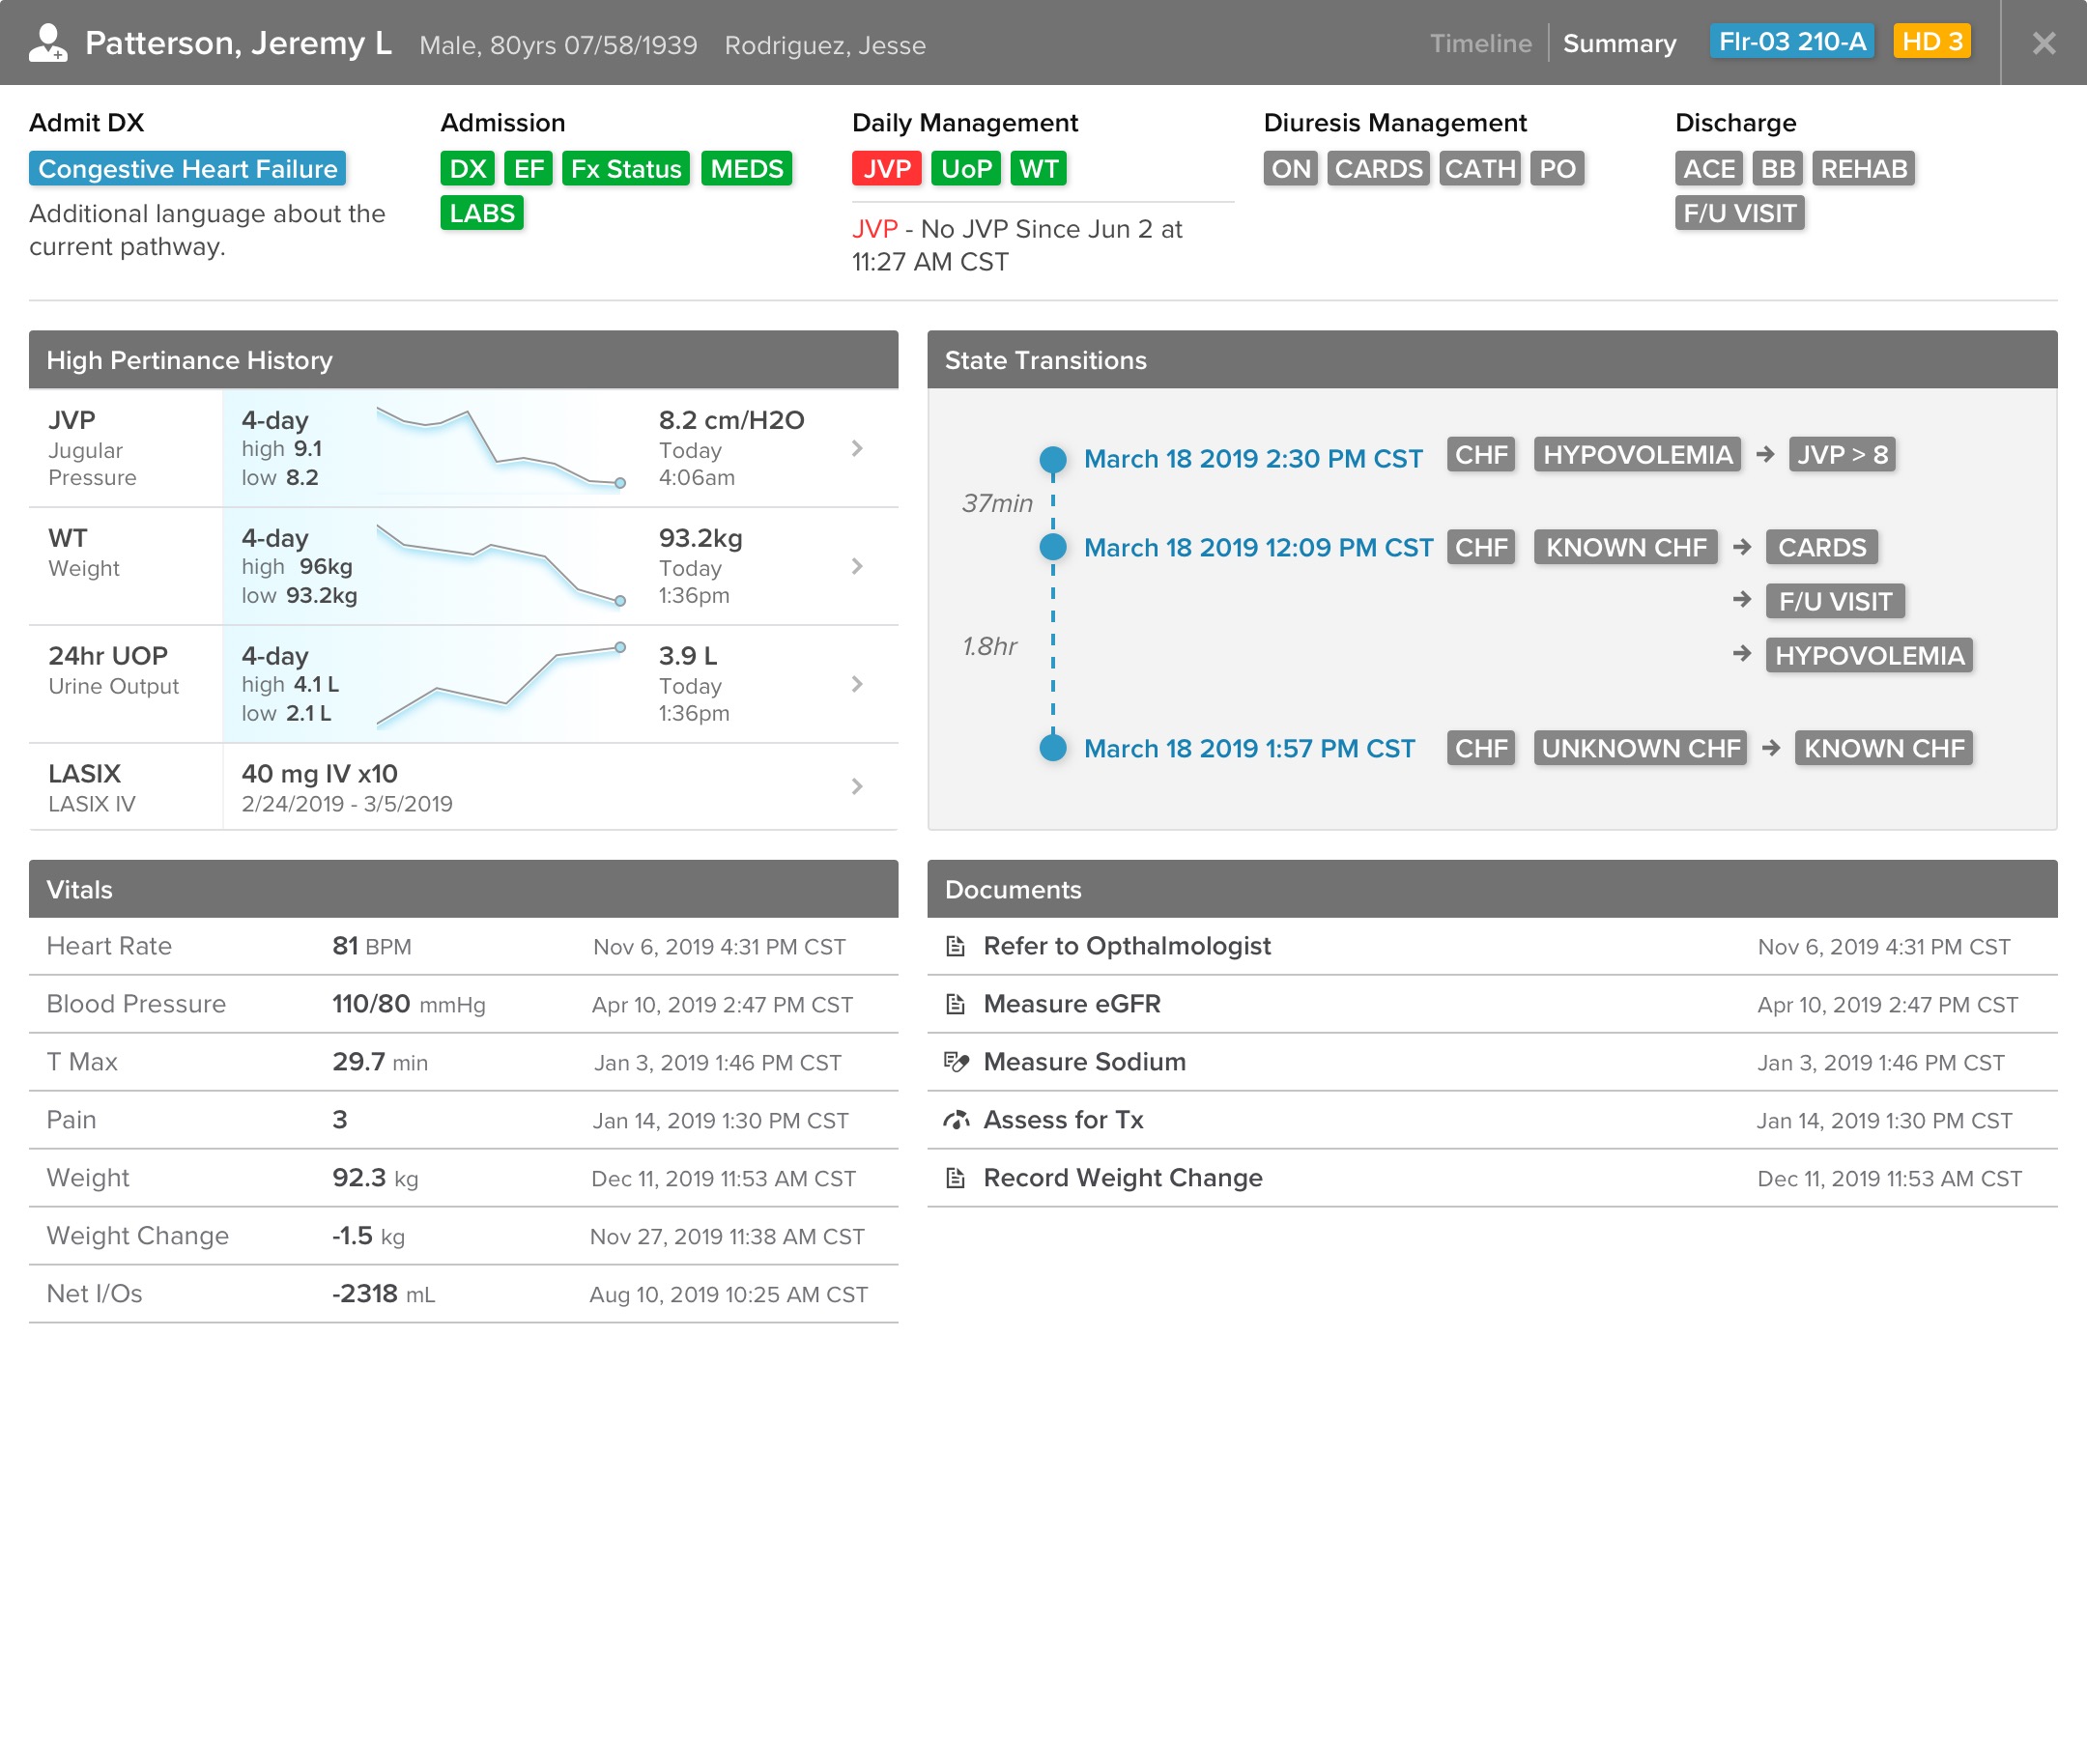 Patterson, Jeremy L Male, 80yrs 07/58/1939 Rodriguez, Jesse Timeline Summary Flr-03 210-A HD 3
Admit DX
Congestive Heart Failure
Additional language about the
current pathway.
Admission
DX EF Fx Status MEDS
LABS
Daily Management
JVP UoP WT
JVP - No JVP Since Jun 2 at
11:27 AM CST
Diuresis Management
ON CARDS CATH PO
Discharge
ACE BB REHAB
F/U VISIT
High Pertinance History
JVP 4-day 8.2 cm/H2O
Jugular high 9.1 Today
Pressure low 8.2 4:06am
WT 4-day 93.2kg
Weight high 96kg Today
low 93.2kg 1:36pm
24hr UOP 4-day 3.9 L
Urine Output high 4.1 L Today
low 2.1 L 1:36pm
LASIX 40 mg IV x10
LASIX IV 2/24/2019 - 3/5/2019
State Transitions
March 18 2019 2:30 PM CST CHF HYPOVOLEMIA → JVP > 8
37min
March 18 2019 12:09 PM CST CHF KNOWN CHF → CARDS
→ F/U VISIT
1.8hr
→ HYPOVOLEMIA
March 18 2019 1:57 PM CST CHF UNKNOWN CHF → KNOWN CHF
Vitals
Heart Rate 81 BPM Nov 6, 2019 4:31 PM CST
Blood Pressure 110/80 mmHg Apr 10, 2019 2:47 PM CST
T Max 29.7 min Jan 3, 2019 1:46 PM CST
Pain 3 Jan 14, 2019 1:30 PM CST
Weight 92.3 kg Dec 11, 2019 11:53 AM CST
Weight Change -1.5 kg Nov 27, 2019 11:38 AM CST
Net I/Os -2318 mL Aug 10, 2019 10:25 AM CST
Documents
Refer to Opthalmologist Nov 6, 2019 4:31 PM CST
Measure eGFR Apr 10, 2019 2:47 PM CST
Measure Sodium Jan 3, 2019 1:46 PM CST
Assess for Tx Jan 14, 2019 1:30 PM CST
Record Weight Change Dec 11, 2019 11:53 AM CST